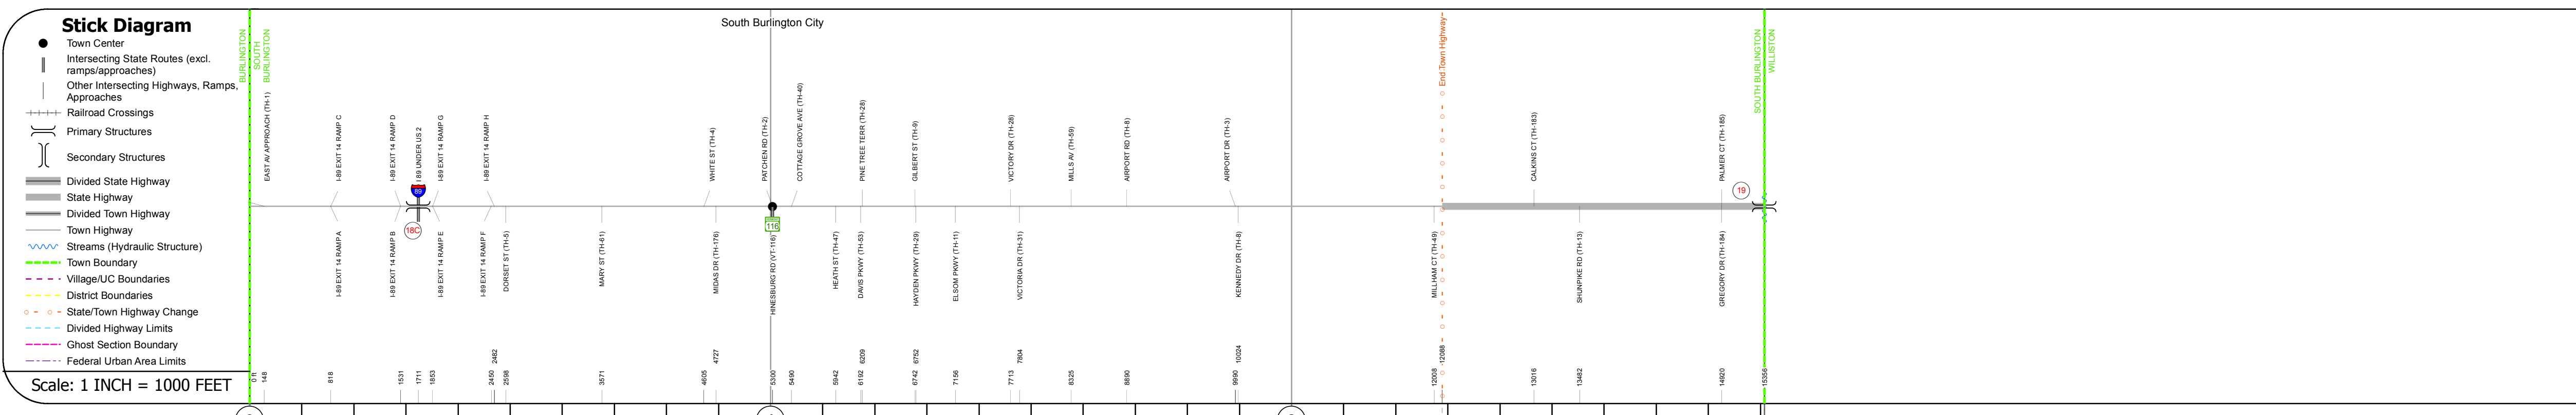 Stick Diagram
Town Center
Intersecting State Routes (excl.
ramps/approaches)
Other Intersecting Highways, Ramps,
Approaches
Railroad Crossings
Primary Structures
Secondary Structures
Divided State Highway
State Highway
Divided Town Highway
Town Highway
Streams (Hydraulic Structure)
Town Boundary
Village/UC Boundaries
District Boundaries
State/Town Highway Change
Divided Highway Limits
Ghost Section Boundary
Federal Urban Area Limits
Scale: 1 INCH = 1000 FEET
South Burlington City
BURLINGTON
SOUTH
BURLINGTON
End Town Highway
SOUTH BURLINGTON
WILLISTON
EAST AV APPROACH (TH-1)
I-89 EXIT 14 RAMP C
I-89 EXIT 14 RAMP D
I 89 UNDER US 2
I-89 EXIT 14 RAMP G
I-89 EXIT 14 RAMP H
WHITE ST (TH-4)
PATCHEN RD (TH-2)
COTTAGE GROVE AVE (TH-40)
PINE TREE TERR (TH-28)
GILBERT ST (TH-9)
VICTORY DR (TH-28)
MILLS AV (TH-59)
AIRPORT RD (TH-8)
AIRPORT DR (TH-3)
CALKINS CT (TH-183)
PALMER CT (TH-185)
89
19
18C
116
I-89 EXIT 14 RAMP A
I-89 EXIT 14 RAMP B
I-89 EXIT 14 RAMP E
I-89 EXIT 14 RAMP F
DORSET ST (TH-5)
MARY ST (TH-61)
MIDAS DR (TH-176)
HINESBURG RD (VT-116)
HEATH ST (TH-47)
DAVIS PKWY (TH-53)
HAYDEN PKWY (TH-29)
ELSOM PKWY (TH-11)
VICTORIA DR (TH-31)
KENNEDY DR (TH-8)
MILLHAM CT (TH-49)
SHUNPIKE RD (TH-13)
GREGORY DR (TH-184)
0 ft
148
818
1531
1711
1853
2450
2482
2598
3571
4605
4727
5300
5490
5942
6192
6209
6742
6752
7156
7713
7804
8325
8890
9990
10024
12008
12088
13016
13482
14920
15356